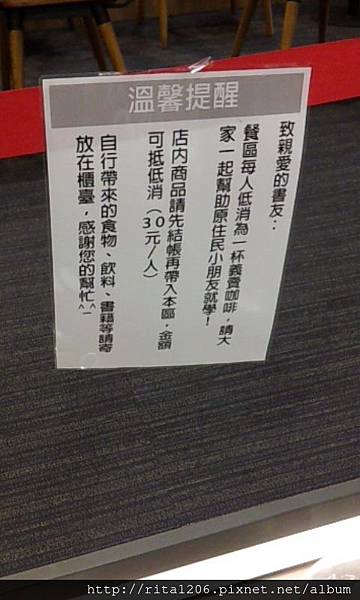 溫馨提醒
致親愛的書友：
餐區每人低消為一杯義賣咖啡，請大
家一起幫助原住民小朋友就學！
店內商品請先結帳再帶入本區，金額
可抵低消（30元/人）
自行帶來的食物、飲料、書籍等請寄
放在櫃臺，感謝您的幫忙^^
http://rita1206.pixnet.net/album